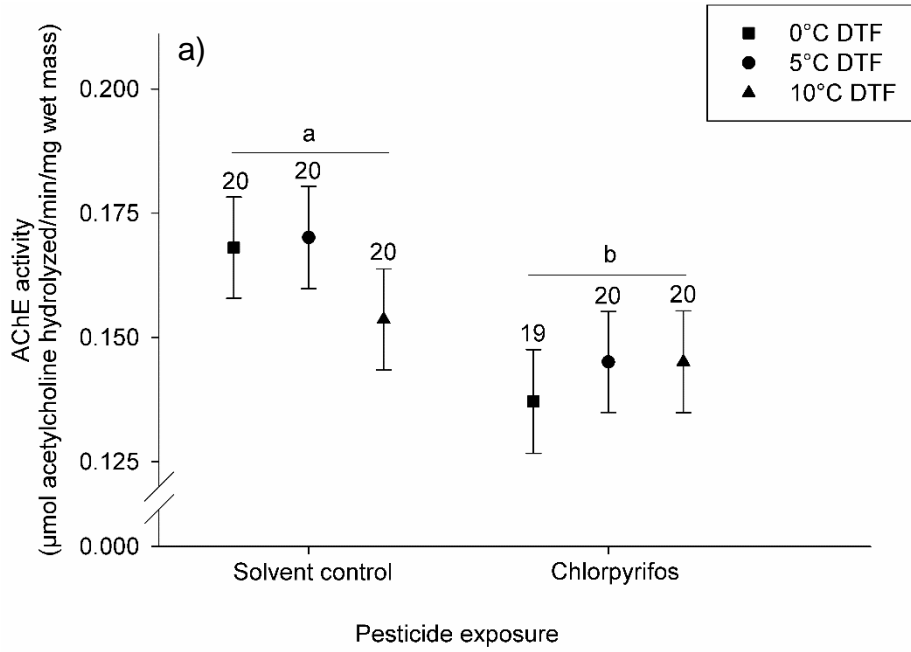 a)
0°C DTF
5°C DTF
10°C DTF
AChE activity
(µmol acetylcholine hydrolyzed/min/mg wet mass)
0.200
0.175
0.150
0.125
0.000
a
20
20
20
b
19
20
20
Solvent control
Chlorpyrifos
Pesticide exposure